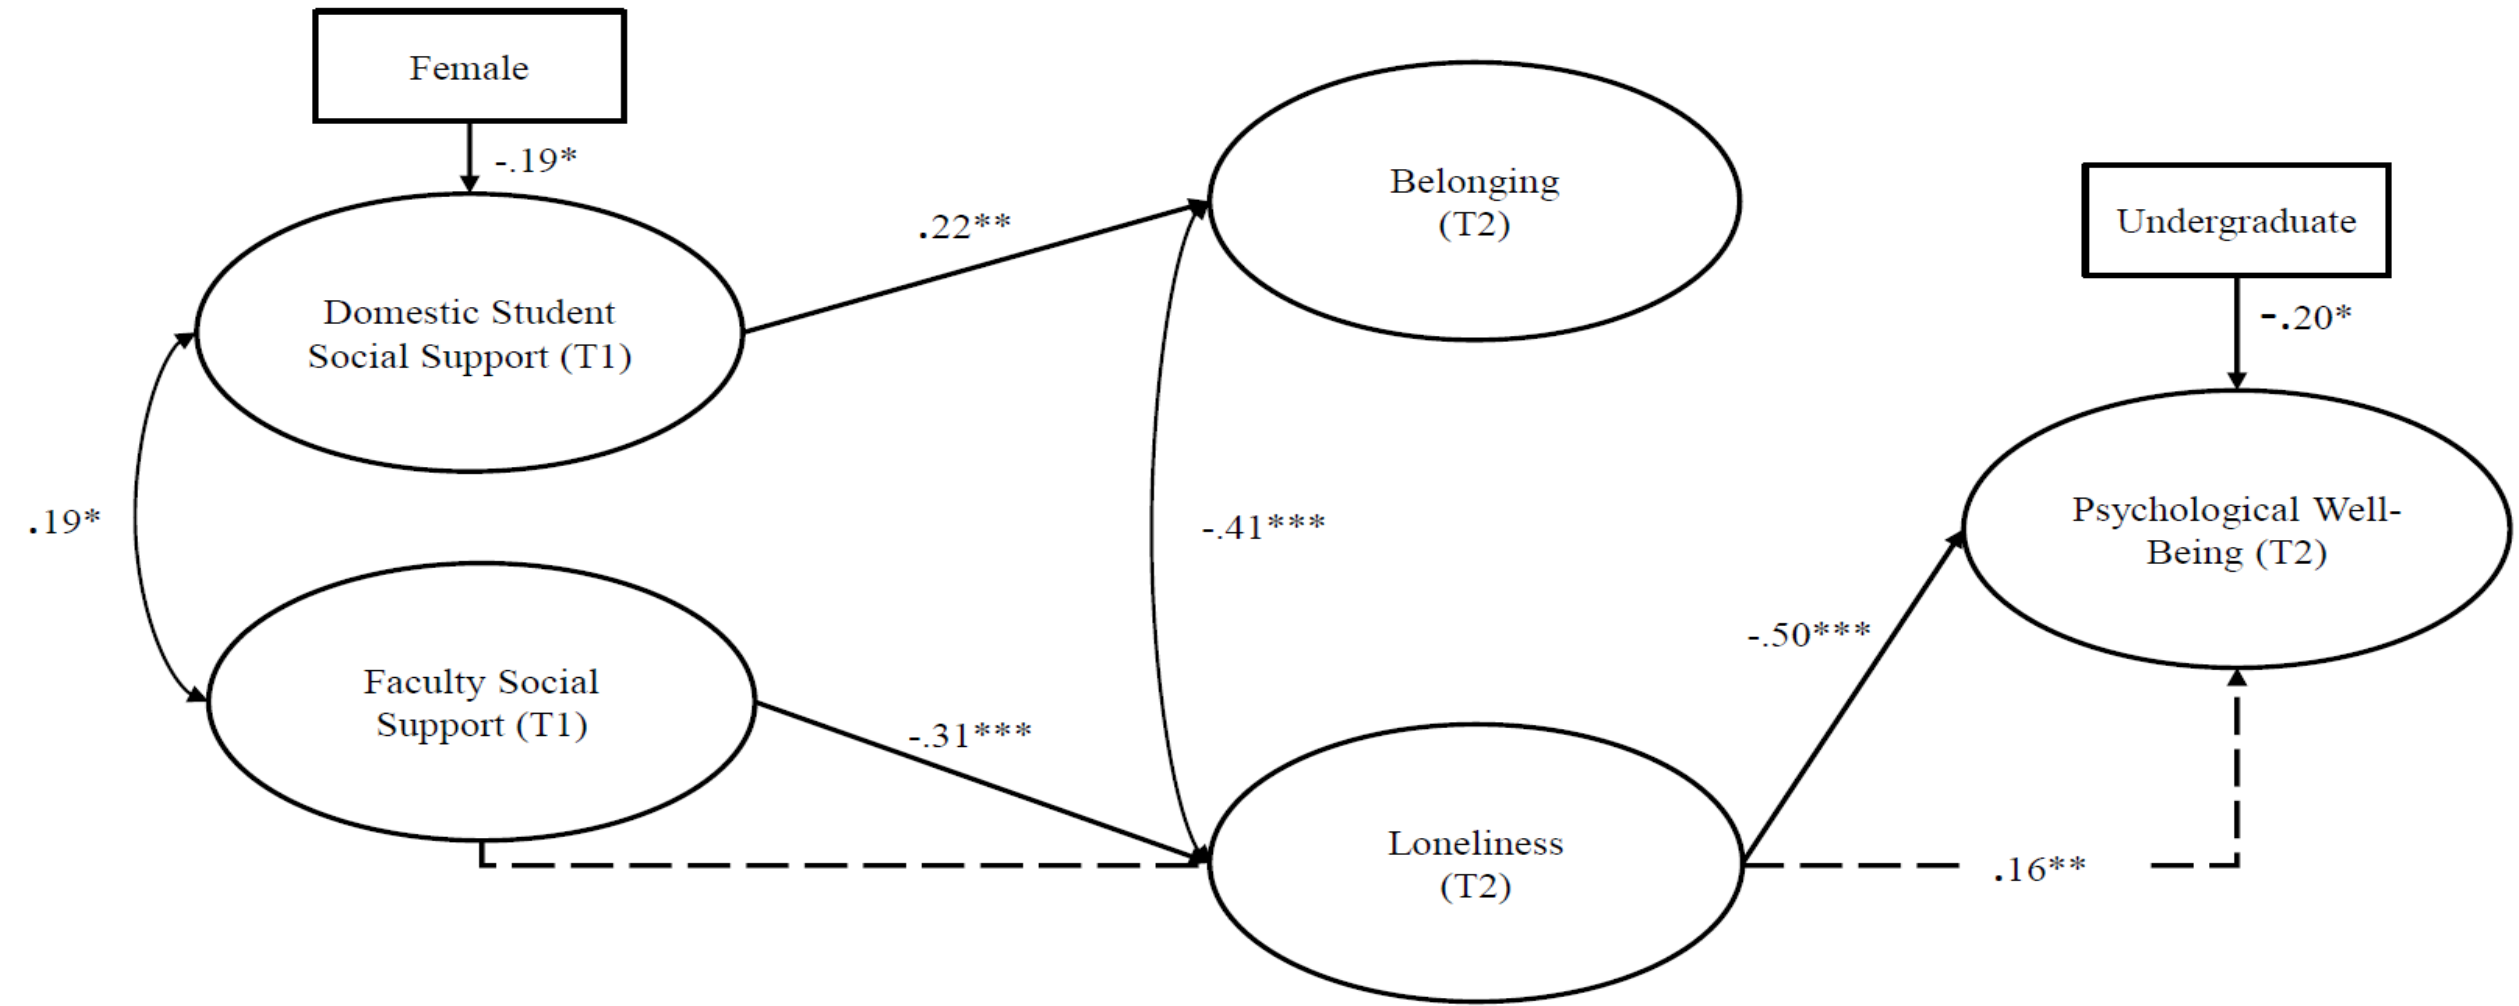 Female
-.19*
Domestic Student
Social Support (T1)
.22**
Belonging
(T2)
Undergraduate
-.20*
.19*
-.41***
Psychological Well-
Being (T2)
Faculty Social
Support (T1)
-.31***
-.50***
Loneliness
(T2)
.16**